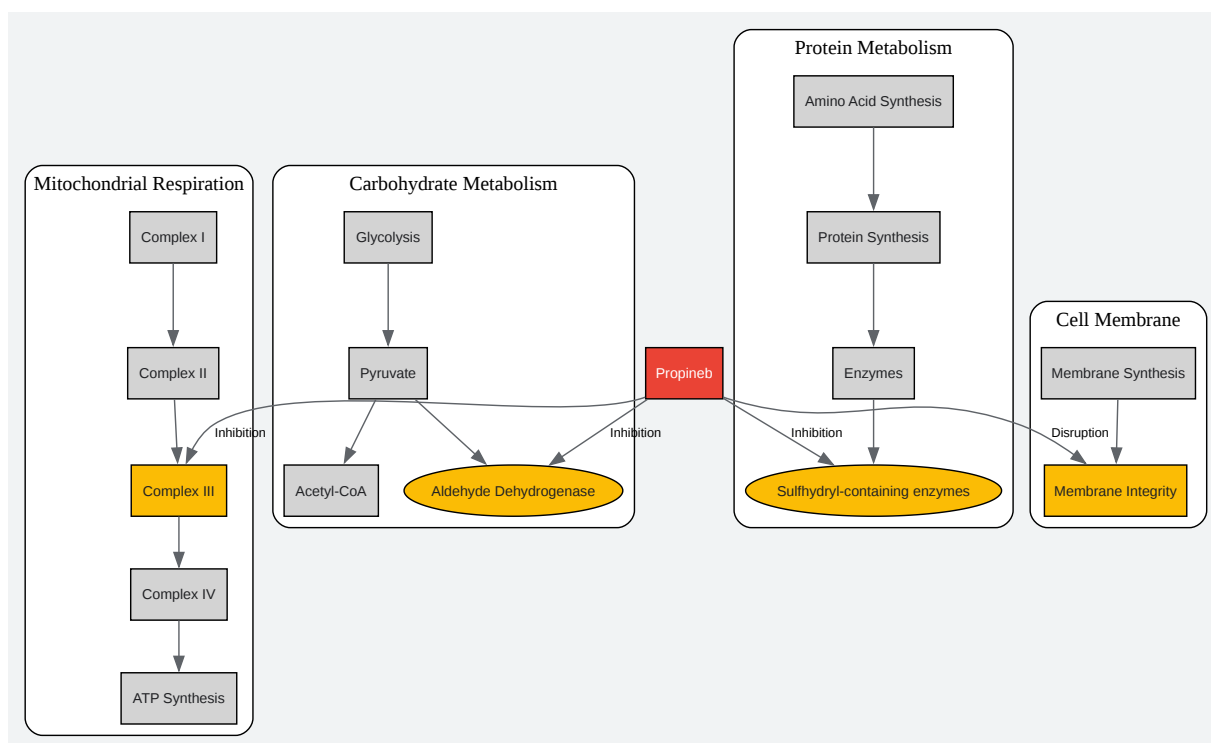 Protein Metabolism
Amino Acid Synthesis
Mitochondrial Respiration
Carbohydrate Metabolism
Complex I
Glycolysis
Protein Synthesis
Cell Membrane
Complex II
Pyruvate
Propineb
Enzymes
Membrane Synthesis
Inhibition
Inhibition
Inhibition
Disruption
Complex III
Acetyl-CoA
Aldehyde Dehydrogenase
Sulfhydryl-containing enzymes
Membrane Integrity
Complex IV
ATP Synthesis